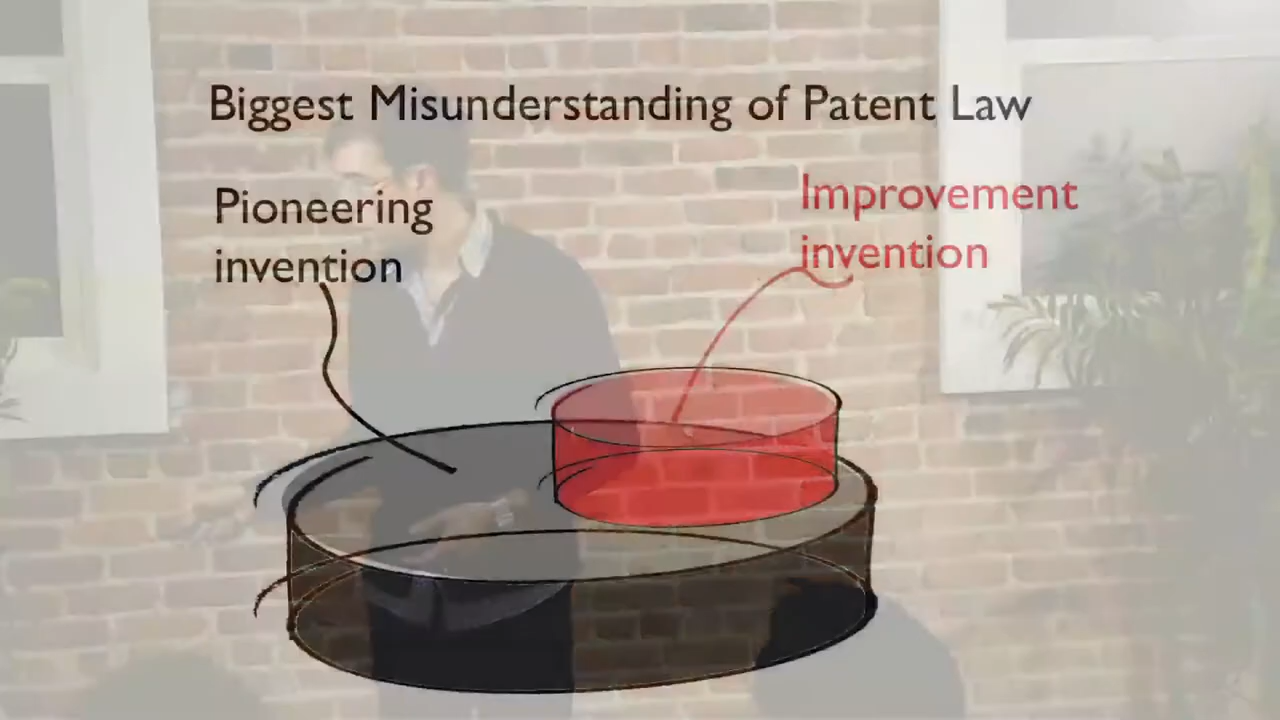 Biggest Misunderstanding of Patent Law
Pioneering
invention
Improvement
invention